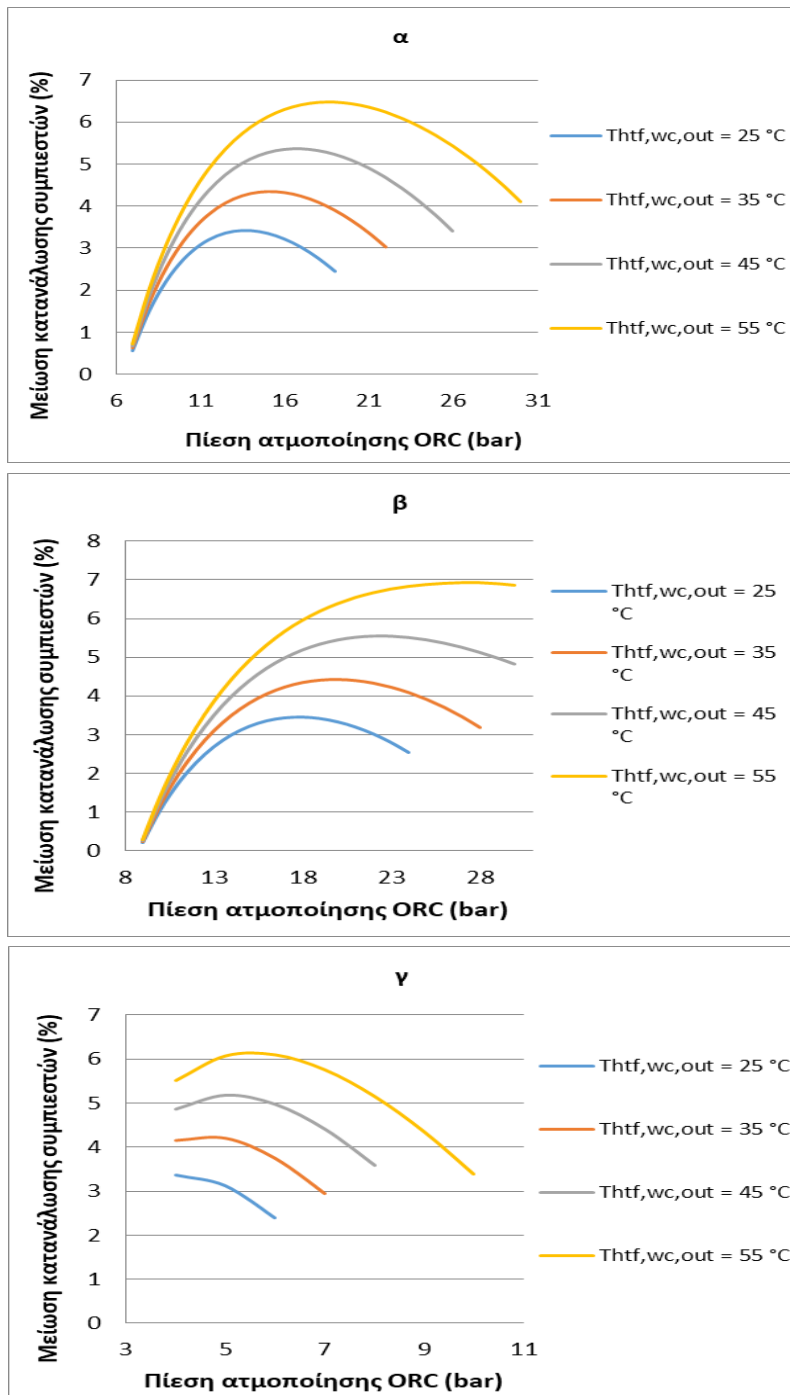 α
Μείωση κατανάλωσης συμπιεστών (%)
7
6
5
4
3
2
1
0
6 11 16 21 26 31
Πίεση ατμοποίησης ORC (bar)
Thtf,wc,out = 25 °C
Thtf,wc,out = 35 °C
Thtf,wc,out = 45 °C
Thtf,wc,out = 55 °C
β
Μείωση κατανάλωσης συμπιεστών (%)
8
7
6
5
4
3
2
1
0
8 13 18 23 28
Πίεση ατμοποίησης ORC (bar)
Thtf,wc,out = 25
°C
Thtf,wc,out = 35
°C
Thtf,wc,out = 45
°C
Thtf,wc,out = 55
°C
γ
Μείωση κατανάλωσης συμπιεστών (%)
7
6
5
4
3
2
1
0
3 5 7 9 11
Πίεση ατμοποίησης ORC (bar)
Thtf,wc,out = 25 °C
Thtf,wc,out = 35 °C
Thtf,wc,out = 45 °C
Thtf,wc,out = 55 °C